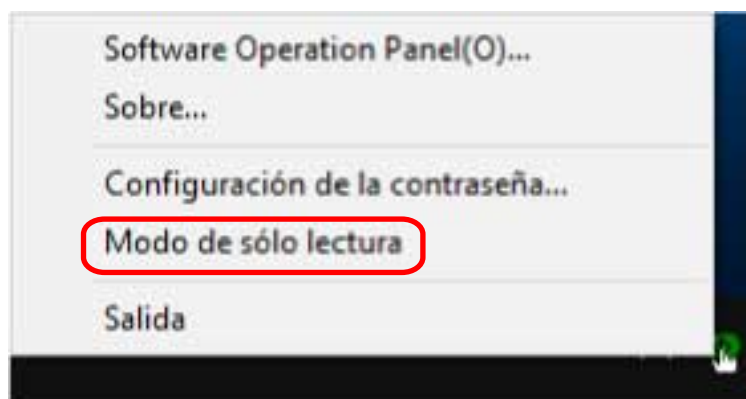 Software Operation Panel(O)...
Sobre...
Configuración de la contraseña...
Modo de sólo lectura
Salida